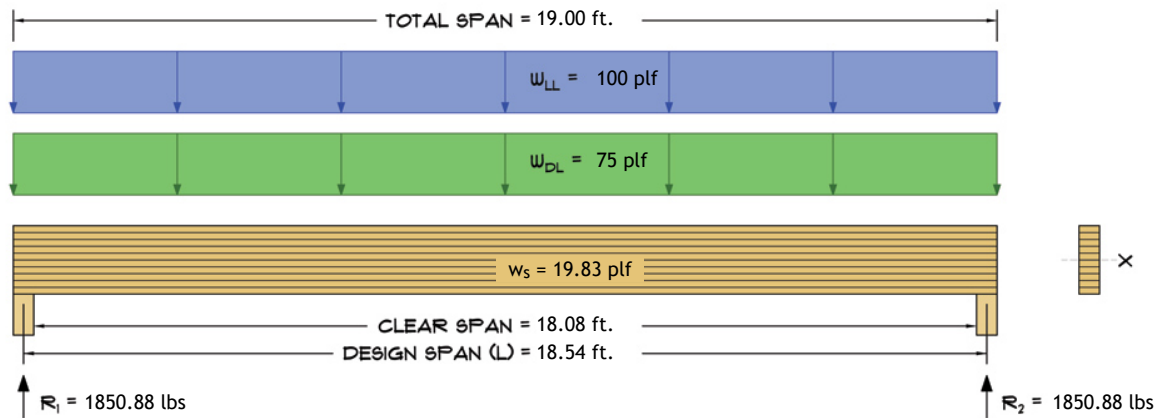 TOTAL SPAN = 19.00 ft.
WLL = 100 plf
WDL = 75 plf
ws = 19.83 plf
X
CLEAR SPAN = 18.08 ft.
DESIGN SPAN (L) = 18.54 ft.
R1 = 1850.88 lbs
R2 = 1850.88 lbs